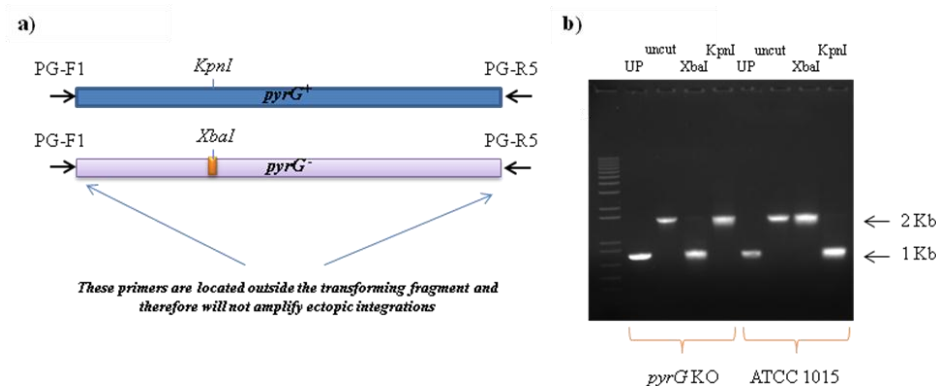 a)
PG-F1 KpnI PG-R5
pyrG+
PG-F1 XbaI PG-R5
pyrG-
These primers are located outside the transforming fragment and
therefore will not amplify ectopic integrations
b)
uncut KpnI uncut KpnI
UP XbaI UP XbaI
2 Kb
1 Kb
pyrG KO ATCC 1015